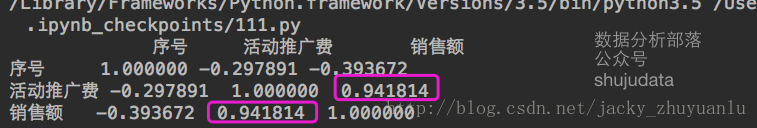 /Library/Frameworks/Python.framework/Versions/3.5/bin/python3.5 /Use
.ipynb_checkpoints/111.py
序号 活动推广费 销售额
序号 1.000000 -0.297891 -0.393672
活动推广费 -0.297891 1.000000 0.941814
销售额 -0.393672 0.941814 1.000000
数据分析部落
公众号
shujudata
http://blog.csdn.net/jacky_zhuyuanlu